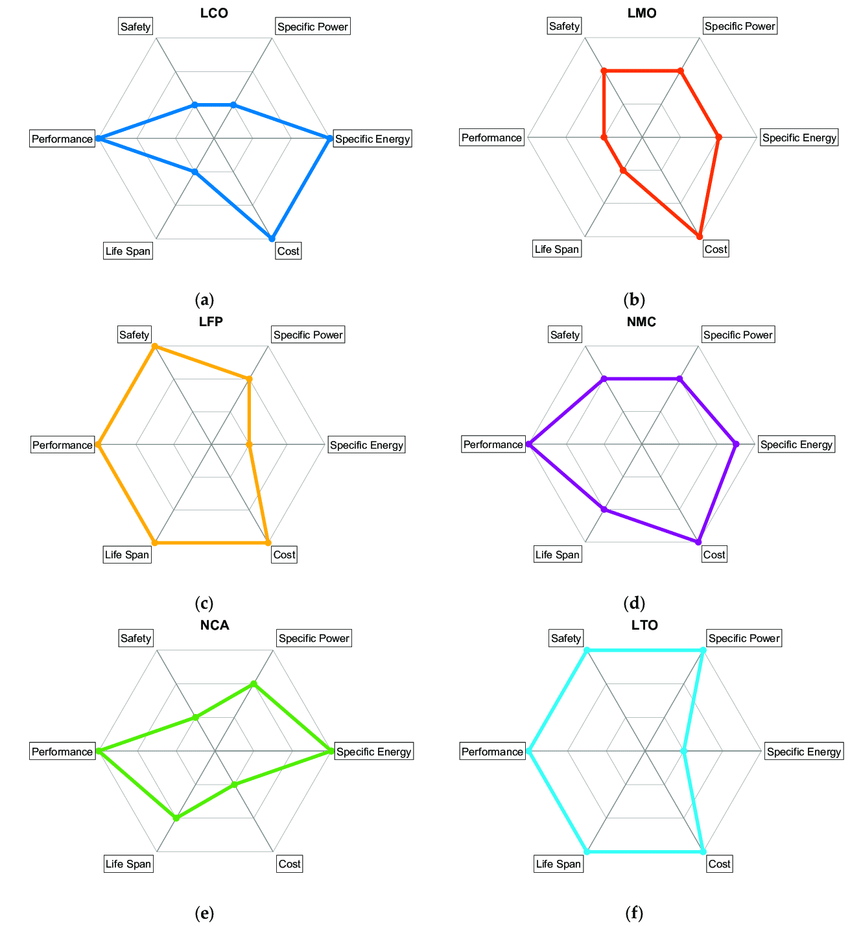 LCO
Safety
Specific Power
Performance
Specific Energy
Life Span
Cost
(a)
LMO
Safety
Specific Power
Performance
Specific Energy
Life Span
Cost
(b)
LFP
Safety
Specific Power
Performance
Specific Energy
Life Span
Cost
(c)
NMC
Safety
Specific Power
Performance
Specific Energy
Life Span
Cost
(d)
NCA
Safety
Specific Power
Performance
Specific Energy
Life Span
Cost
(e)
LTO
Safety
Specific Power
Performance
Specific Energy
Life Span
Cost
(f)